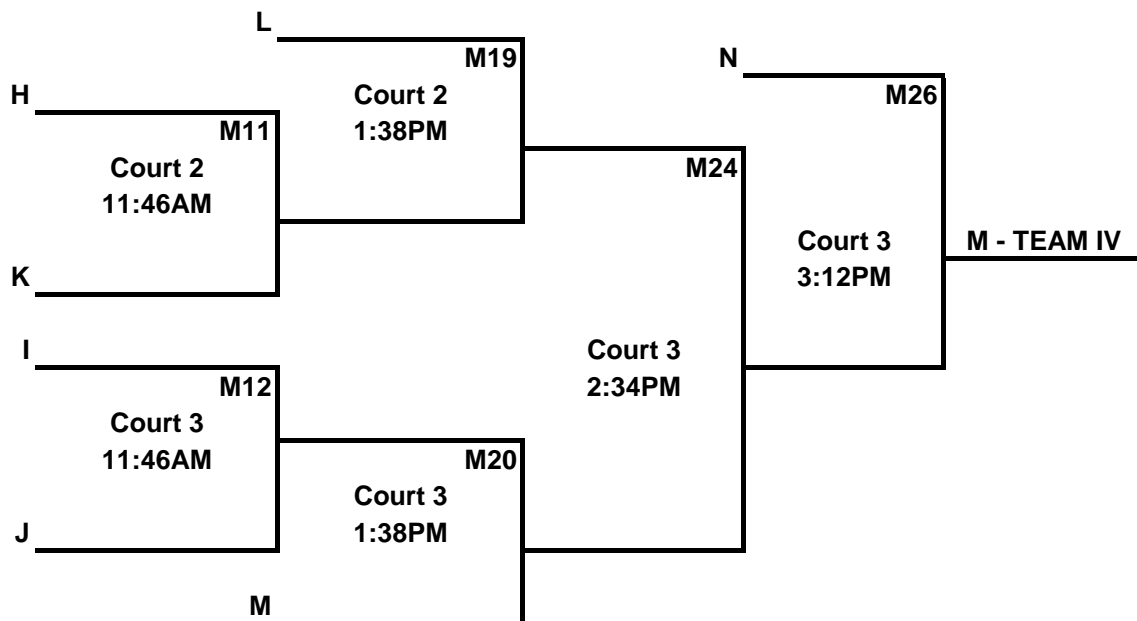 L
M19
N
Court 2
1:38PM
M26
H
M11
Court 2
11:46AM
M24
Court 3
3:12PM
M - TEAM IV
K
I
M12
Court 3
2:34PM
Court 3
11:46AM
M20
Court 3
1:38PM
J
M